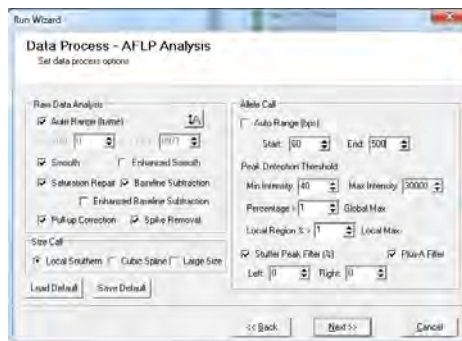 Run Wizard
Data Process - AFLP Analysis
Set data process options
Raw Data Analysis
Auto Range (frame)
0
Smooth
Enhanced Smooth
Saturation Repair
Baseline Subtraction
Enhanced Baseline Subtraction
Pull-up Correction
Spike Removal
Size Call
Local Southern
Cubic Spline
Large Size
Load Default
Save Default
Allele Call
Auto Range (bps)
Start: 60 End: 500
Peak Detection Threshold
Min Intensity 40 Max Intensity 30000
Percentage > 1 Global Max
Local Region % > 1 Local Max
Stutter Peak Filter (%)
Plus-A Filter
Left: 0 Right: 0
<< Back
Next >>
Cancel